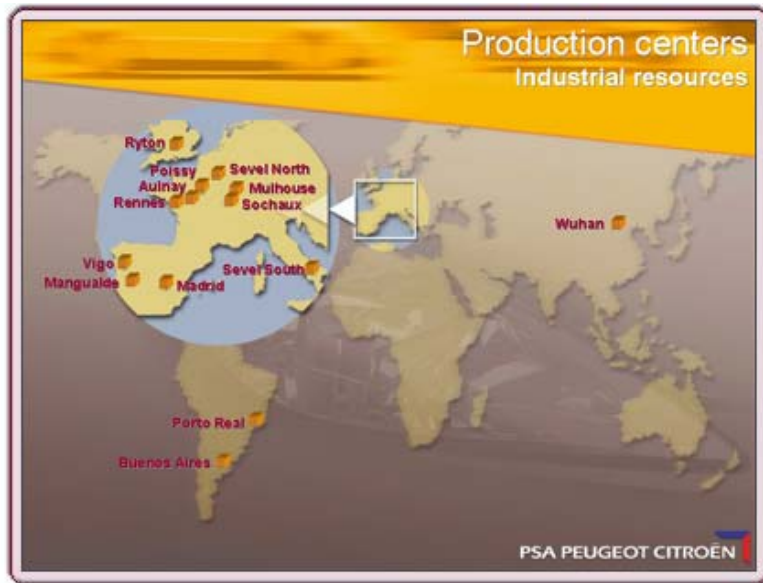 Production centers
Industrial resources
Ryton
Poissy
Sevel North
Aulnay
Mulhouse
Rennes
Sochaux
Wuhan
Vigo
Sevel South
Mangualde
Madrid
Porto Real
Buenos Aires
PSA PEUGEOT CITROËN